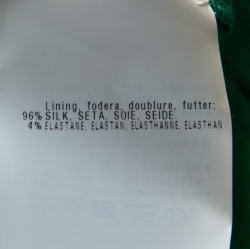 Lining, fodera, doublure, futter:
96% SILK, SETA, SOIE, SEIDE
4% ELASTANE, ELASTAN, ELASTHANNE, ELASTHAN